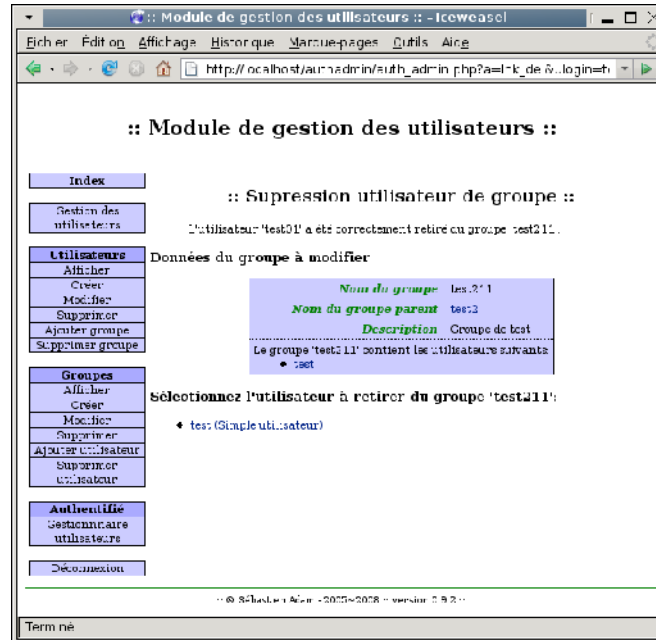 :: Module de gestion des utilisateurs :: - Iceweasel
Fichier Édition Affichage Historique Marque-pages Outils Aide
http://localhost/authadmin/auth_admin.php?a=lnk_del&u_login=t
:: Module de gestion des utilisateurs ::
Index
Gestion des
utilisateurs
Utilisateurs
Afficher
Créer
Modifier
Supprimer
Ajouter groupe
Supprimer groupe
Groupes
Afficher
Créer
Modifier
Supprimer
Ajouter utilisateur
Supprimer
utilisateur
Authentifié
Gestionnaire
utilisateurs
Déconnexion
:: Supression utilisateur de groupe ::
L'utilisateur 'test01' a été correctement retiré du groupe 'test211'.
Données du groupe à modifier
Nom du groupe test211
Nom du groupe parent test2
Description Groupe de test
Le groupe 'test211' contient les utilisateurs suivants
test
Sélectionnez l'utilisateur à retirer du groupe 'test211':
test (Simple utilisateur)
:: © Sébastien Adam - 2005~2008 :: version 0.9.2 ::
Terminé